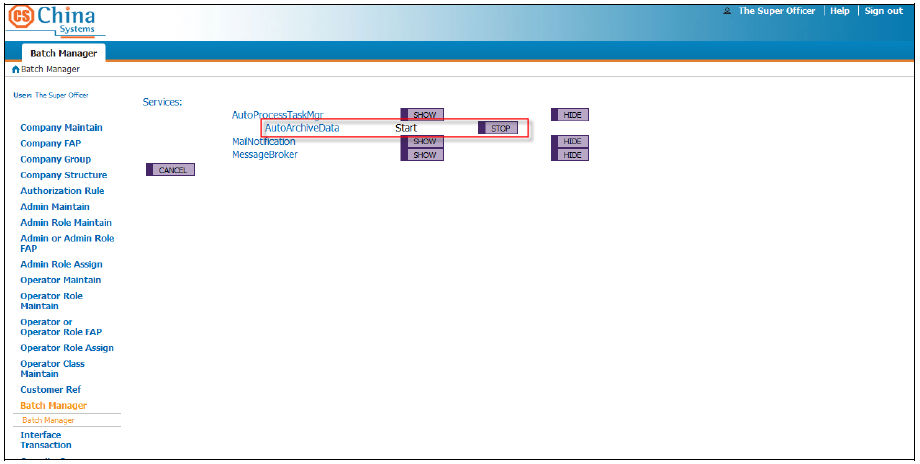 CS China
Systems
The Super Officer | Help | Sign out
Batch Manager
Batch Manager
User: The Super Officer
Services:
AutoProcessTaskMgr SHOW HIDE
AutoArchiveData Start STOP
MailNotification SHOW HIDE
MessageBroker SHOW HIDE
CANCEL
Company Maintain
Company FAP
Company Group
Company Structure
Authorization Rule
Admin Maintain
Admin Role Maintain
Admin or Admin Role
FAP
Admin Role Assign
Operator Maintain
Operator Role
Maintain
Operator or
Operator Role FAP
Operator Role Assign
Operator Class
Maintain
Customer Ref
Batch Manager
Batch Manager
Interface
Transaction